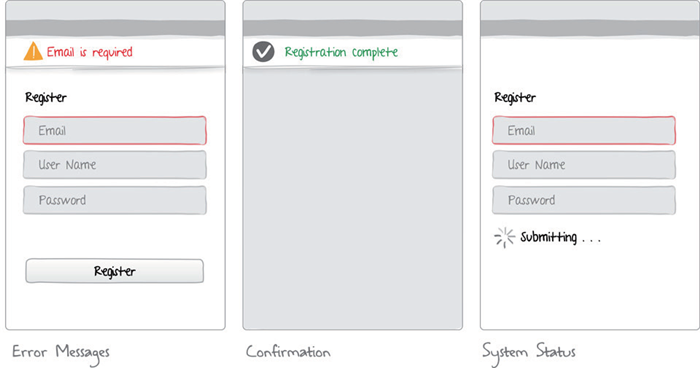 Email is required
Register
Email
User Name
Password
Register
Error Messages
Registration complete
Confirmation
Register
Email
User Name
Password
Submitting . . .
System Status